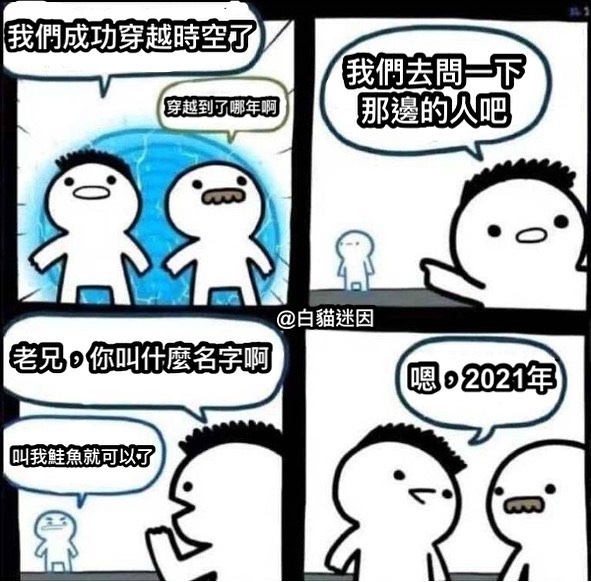 我們成功穿越時空了
穿越到了哪年啊
我們去問一下
那邊的人吧
@白貓迷因
老兄，你叫什麼名字啊
叫我鮭魚就可以了
嗯，2021年